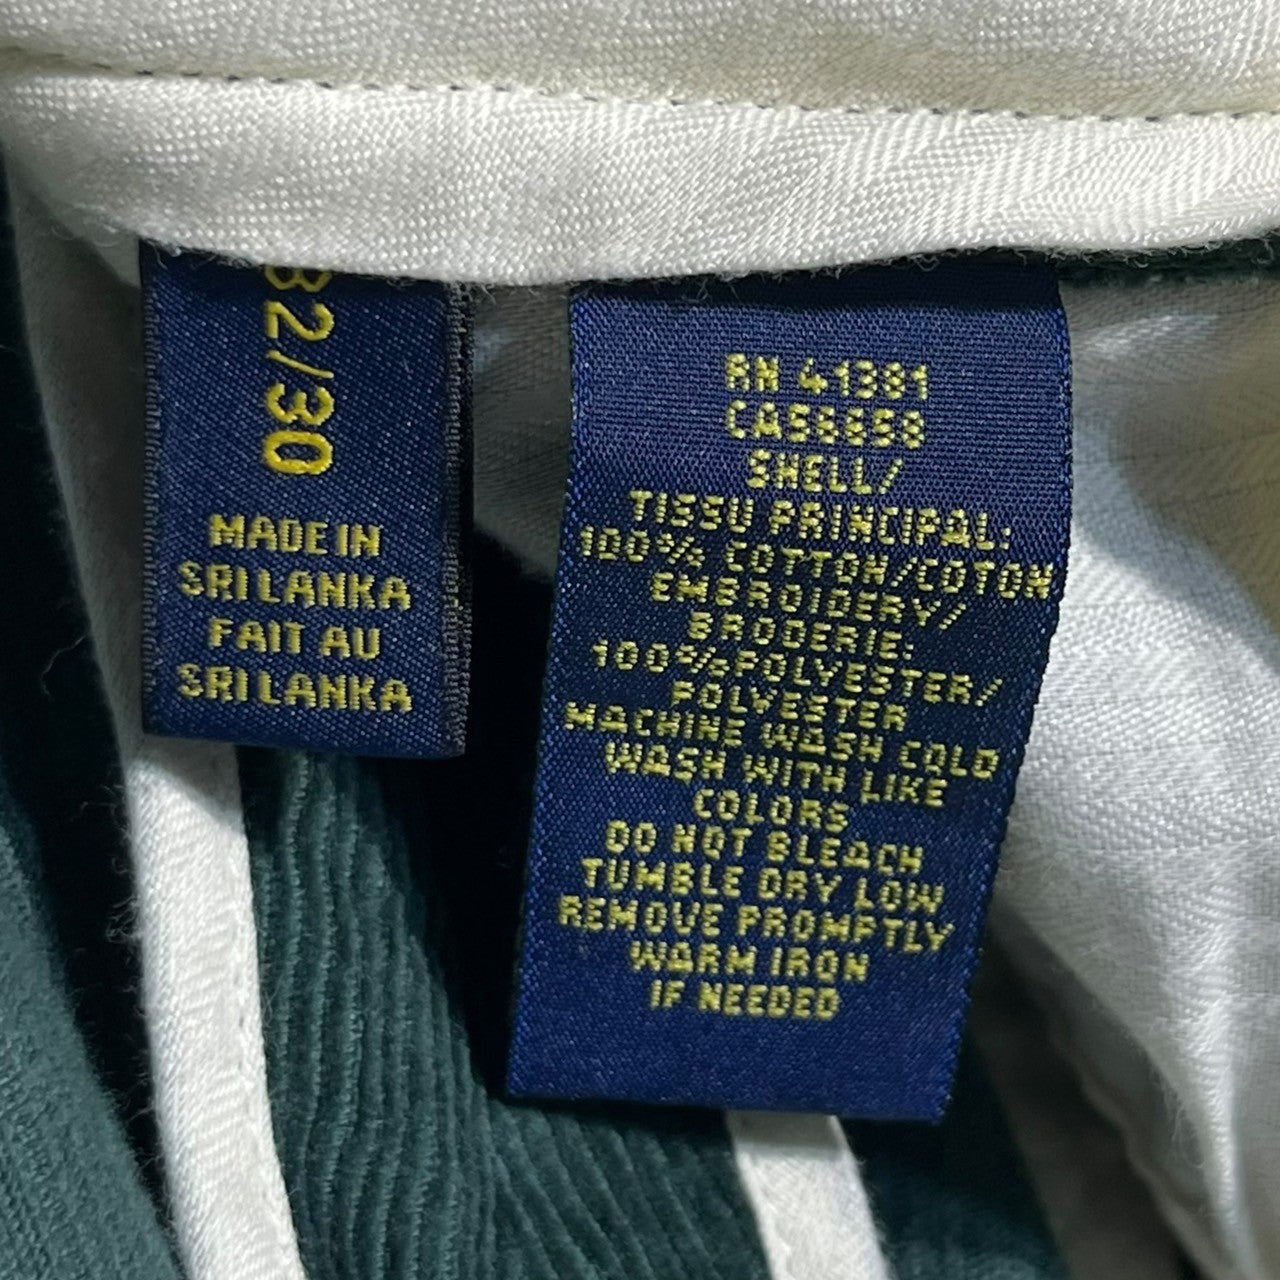 32/30
MADE IN
SRI LANKA
FAIT AU
SRI LANKA
RN 41381
CA56658
SHELL/
TISSU PRINCIPAL:
100% COTTON/COTON
EMBROIDERY/
BRODERIE:
100% POLYESTER/
POLYESTER
MACHINE WASH COLD
WASH WITH LIKE
COLORS
DO NOT BLEACH
TUMBLE DRY LOW
REMOVE PROMPTLY
WARM IRON
IF NEEDED